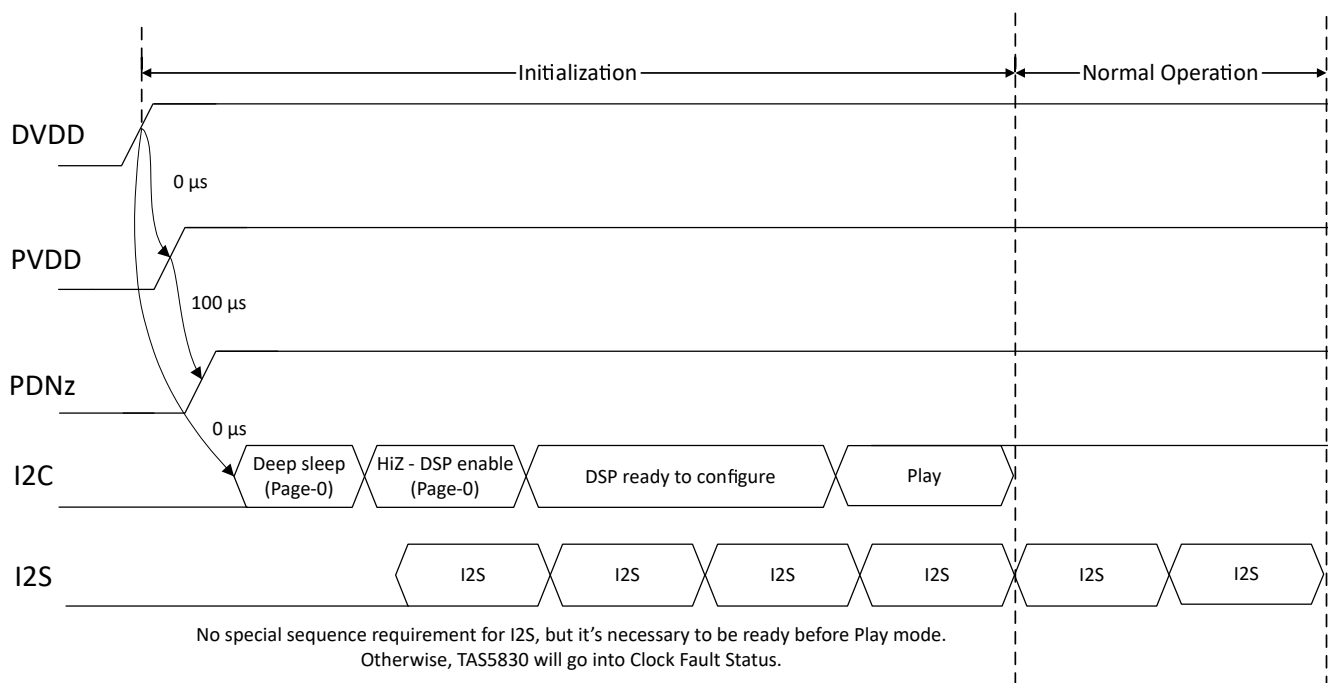 Initialization
Normal Operation
DVDD
0 µs
PVDD
100 µs
PDNz
0 µs
I2C
Deep sleep
(Page-0)
HiZ - DSP enable
(Page-0)
DSP ready to configure
Play
I2S
I2S
I2S
I2S
I2S
I2S
I2S
No special sequence requirement for I2S, but it's necessary to be ready before Play mode.
Otherwise, TAS5830 will go into Clock Fault Status.